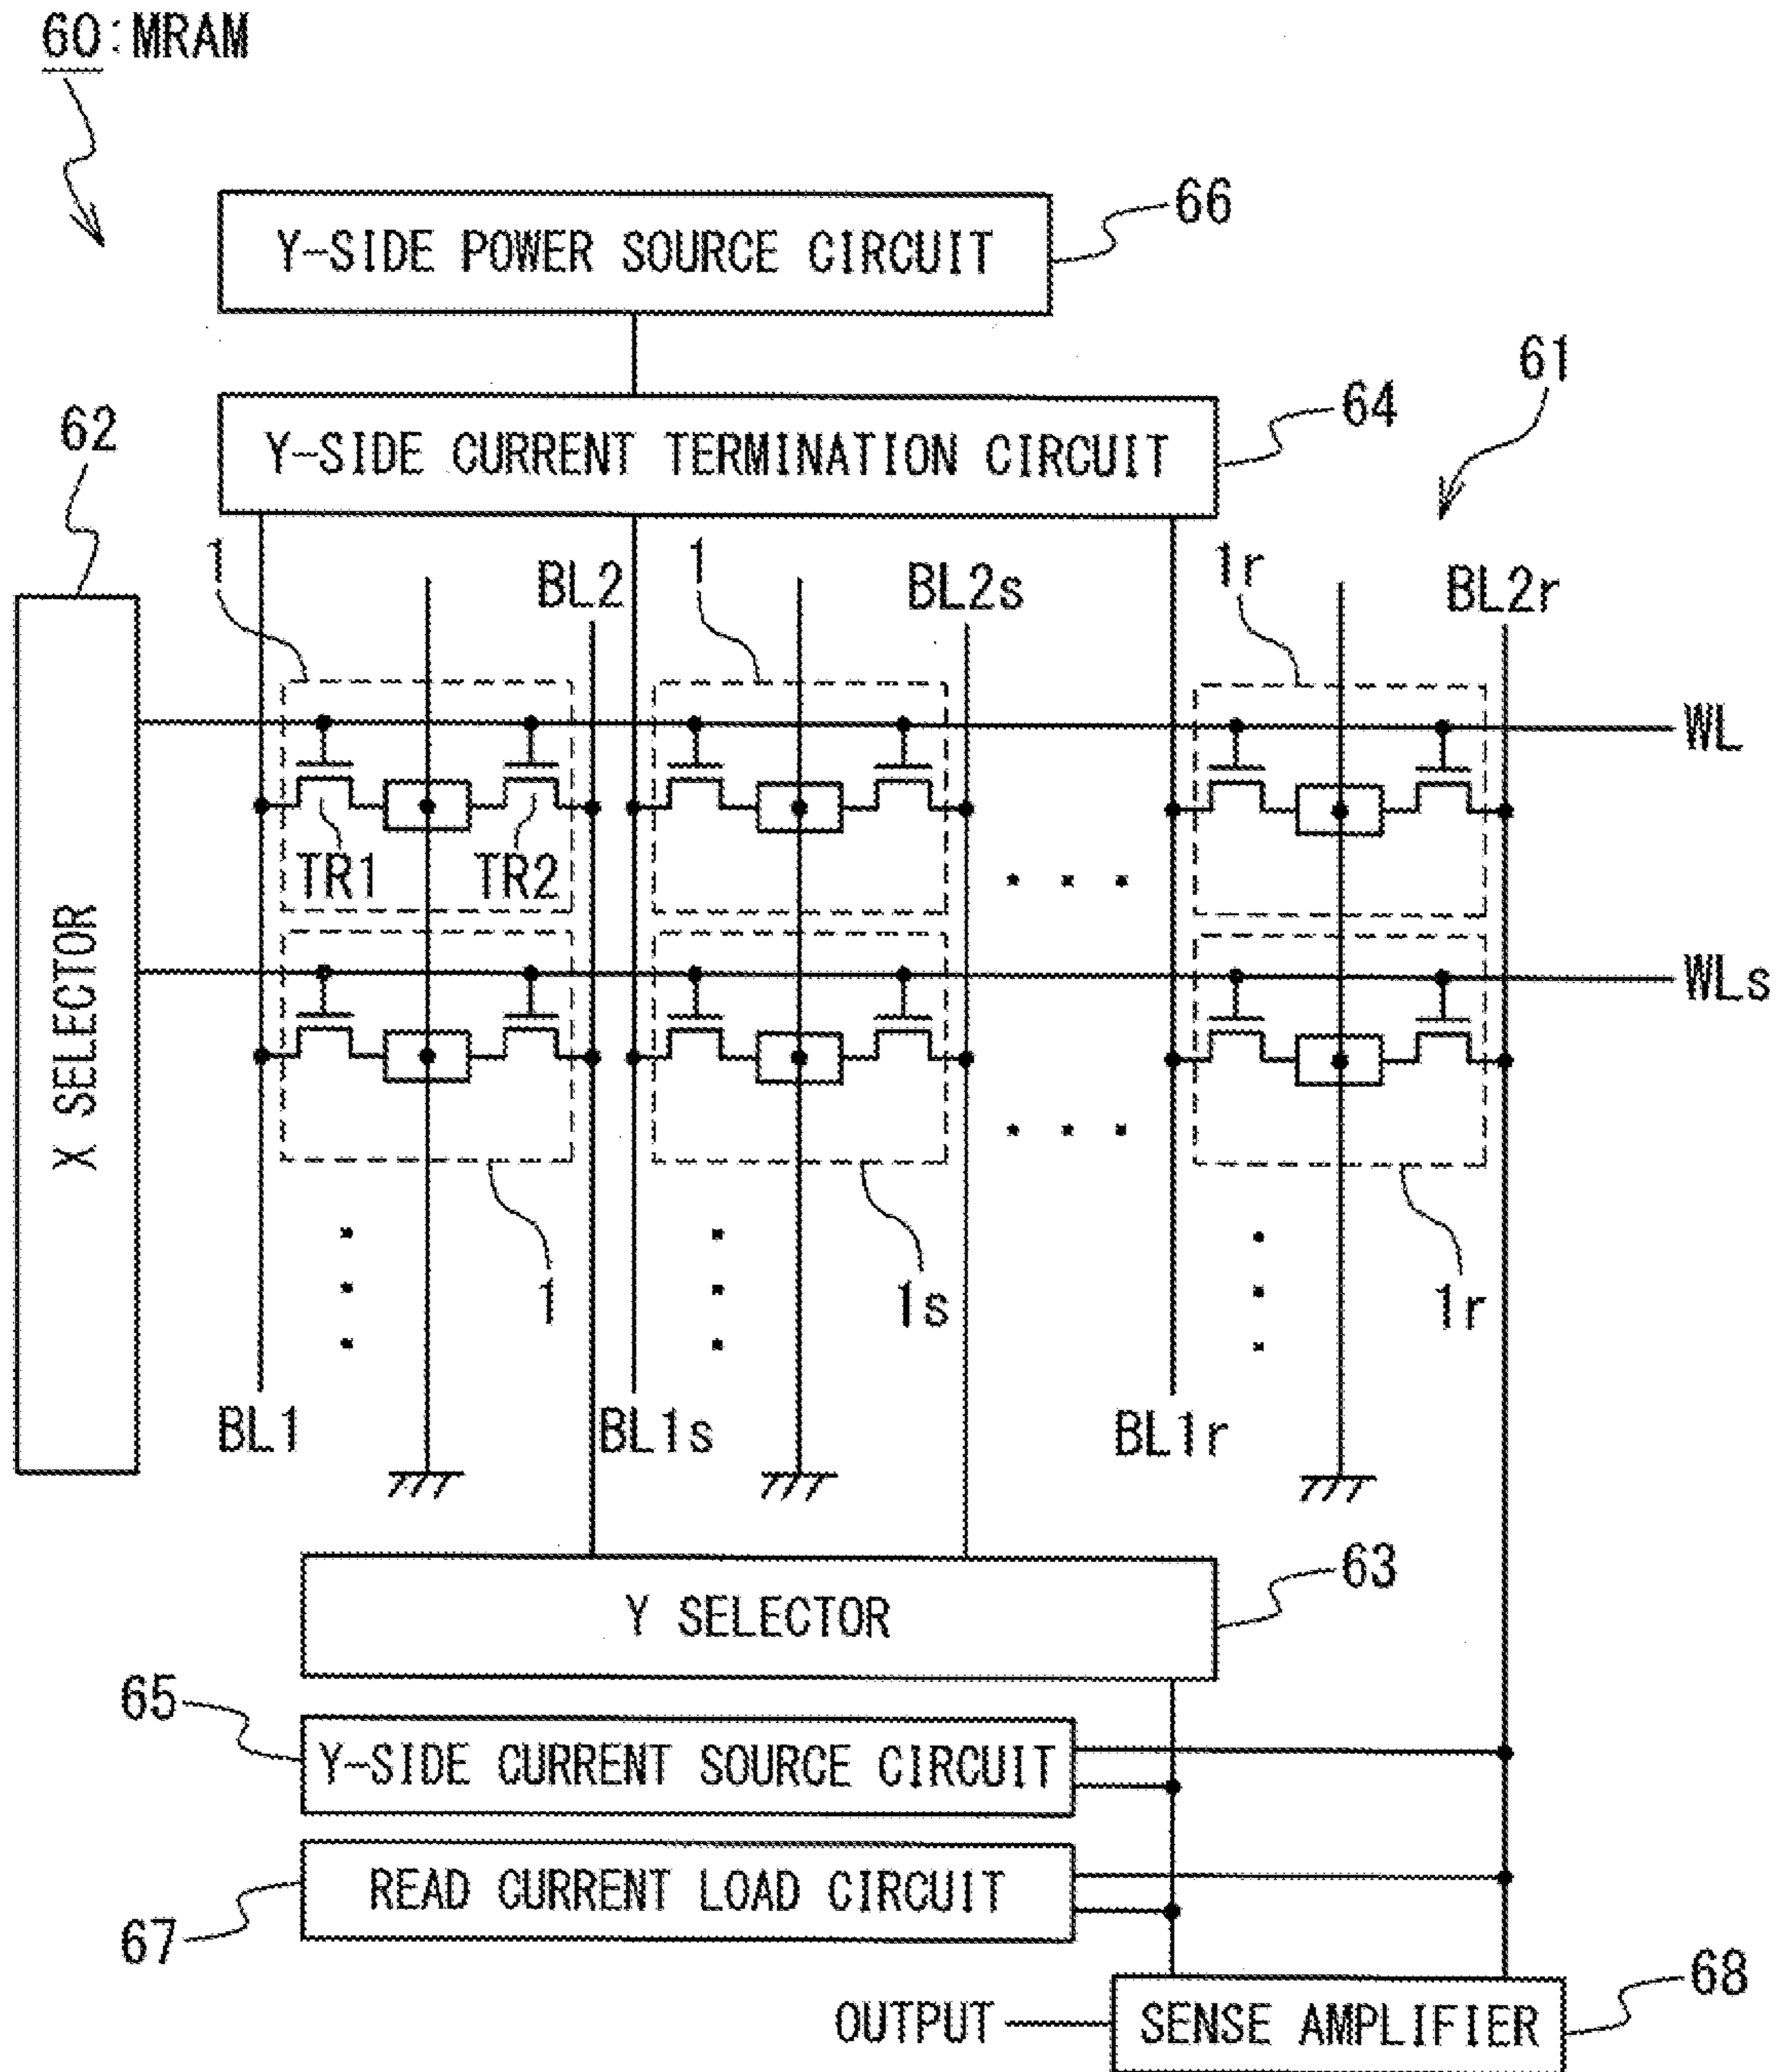 60:MRAM
66
Y-SIDE POWER SOURCE CIRCUIT
61
64
62
Y-SIDE CURRENT TERMINATION CIRCUIT
1
BL2
1
BL2s
1r
BL2r
WL
TR1
TR2
X SELECTOR
WLs
1
1s
1r
BL1
BL1s
BL1r
63
Y SELECTOR
65
Y-SIDE CURRENT SOURCE CIRCUIT
READ CURRENT LOAD CIRCUIT
67
68
OUTPUT
SENSE AMPLIFIER